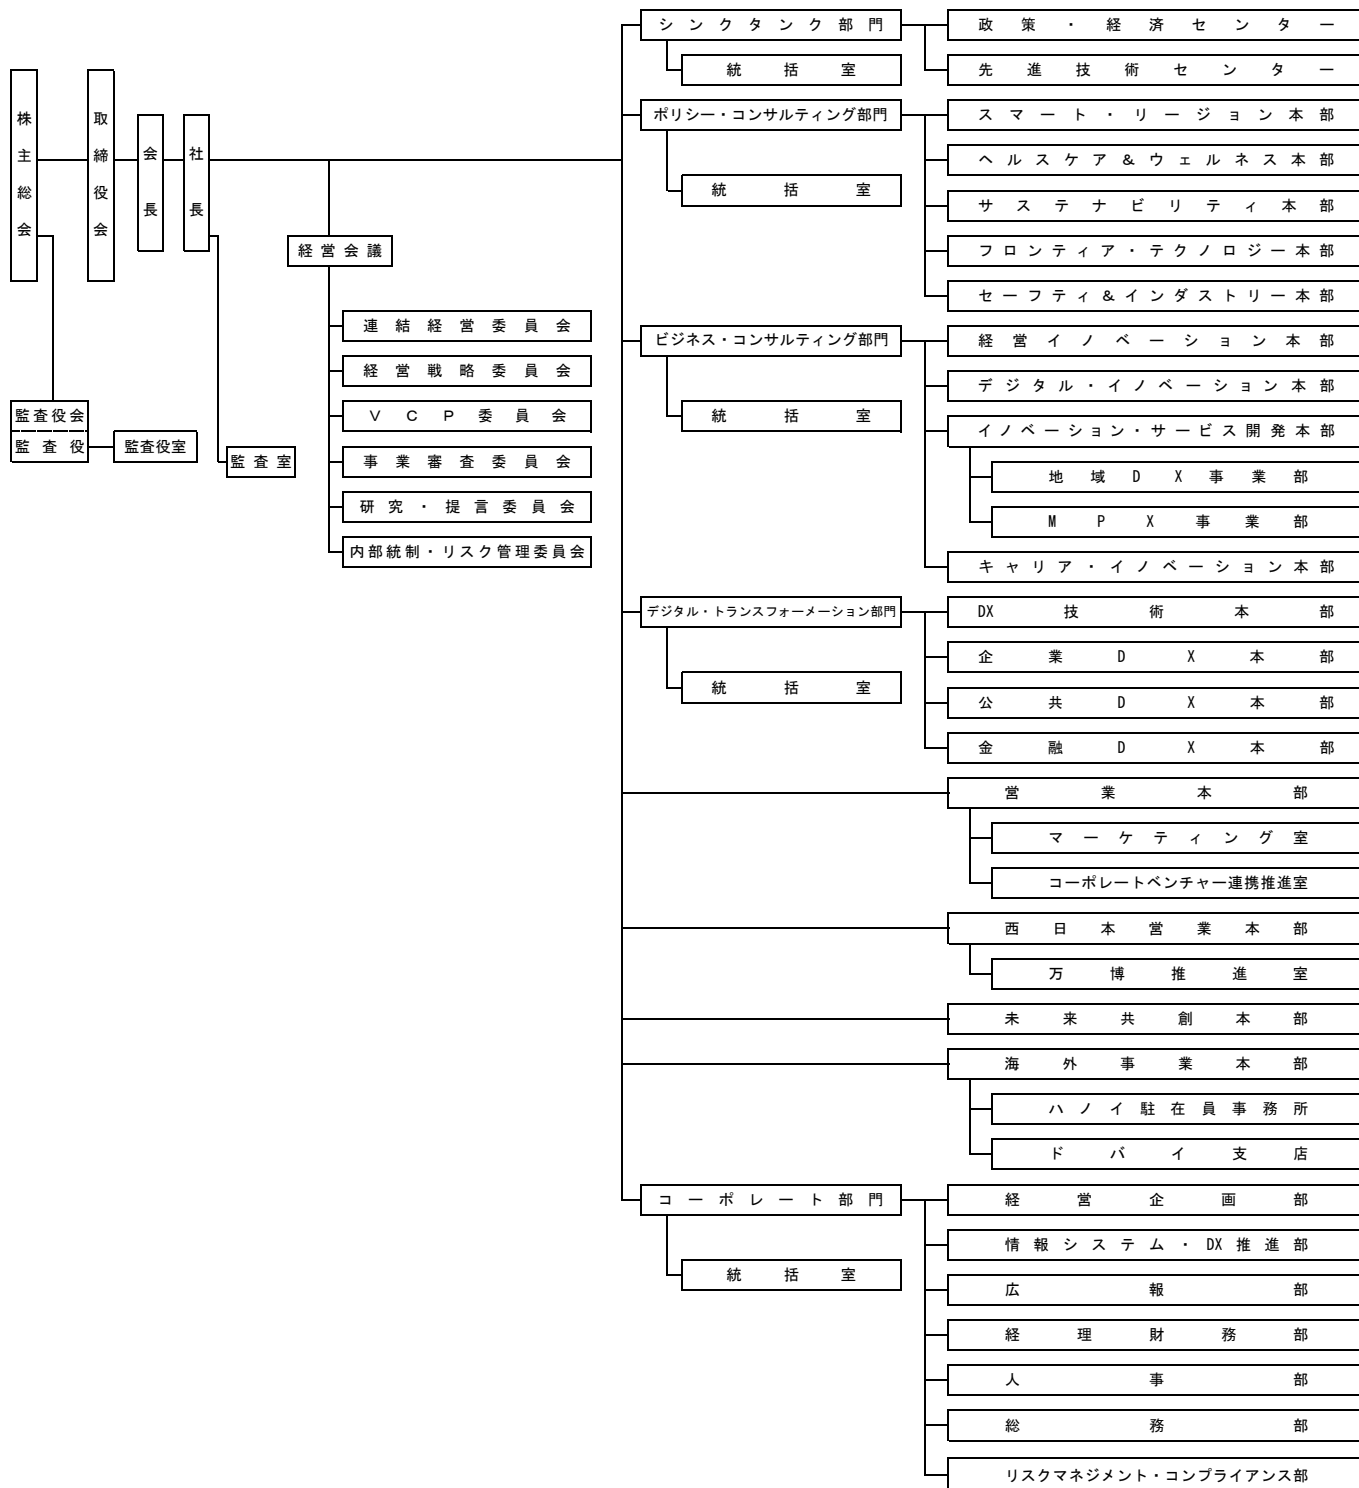 株主総会
取締役会
会長
社長
経営会議
連結経営委員会
経営戦略委員会
VCP委員会
事業審査委員会
研究・提言委員会
内部統制・リスク管理委員会
監査役会
監査役
監査役室
監査室
シンクタンク部門
統括室
政策・経済センター
先進技術センター
ポリシー・コンサルティング部門
統括室
スマート・リージョン本部
ヘルスケア&ウェルネス本部
サステナビリティ本部
フロンティア・テクノロジー本部
セーフティ&インダストリー本部
ビジネス・コンサルティング部門
統括室
経営イノベーション本部
デジタル・イノベーション本部
イノベーション・サービス開発本部
地域DX事業部
MPX事業部
キャリア・イノベーション本部
デジタル・トランスフォーメーション部門
統括室
DX技術本部
企業DX本部
公共DX本部
金融DX本部
営業本部
マーケティング室
コーポレートベンチャー連携推進室
西日本営業本部
万博推進室
未来共創本部
海外事業本部
ハノイ駐在員事務所
ドバイ支店
コーポレート部門
統括室
経営企画部
情報システム・DX推進部
広報部
経理財務部
人事部
総務部
リスクマネジメント・コンプライアンス部